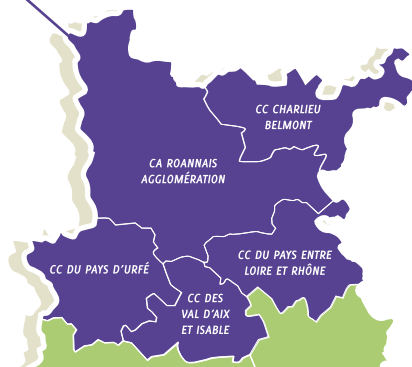 CC CHARLIEU
BELMONT
CA ROANNAIS
AGGLOMÉRATION
CC DU PAYS D'URFÉ
CC DU PAYS ENTRE
LOIRE ET RHÔNE
CC DES
VAL D'AIX
ET ISABLE